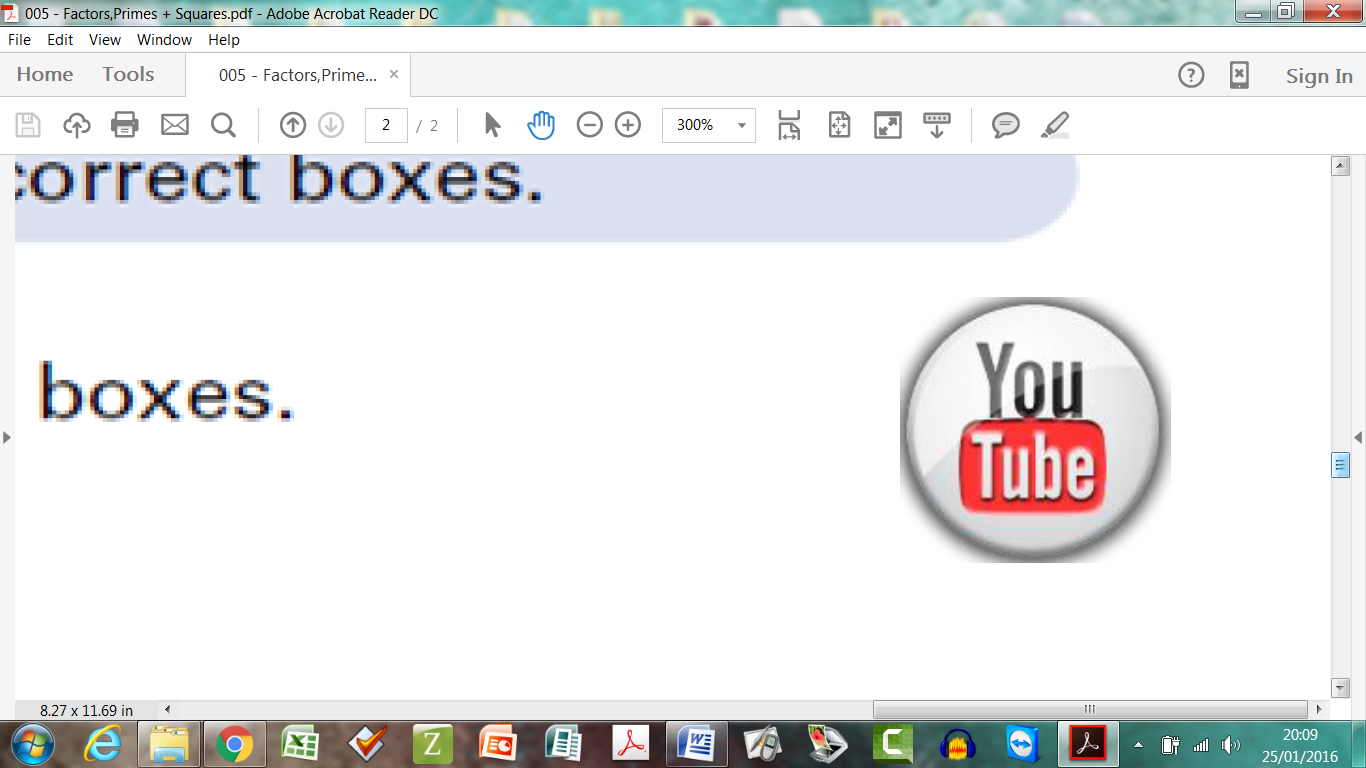 005 - Factors,Primes + Squares.pdf - Adobe Acrobat Reader DC
File Edit View Window Help
Home Tools 005 - Factors,Prime... × Sign In
2 / 2 300%
correct boxes.
boxes.
You
Tube
8.27 x 11.69 in
20:09
25/01/2016